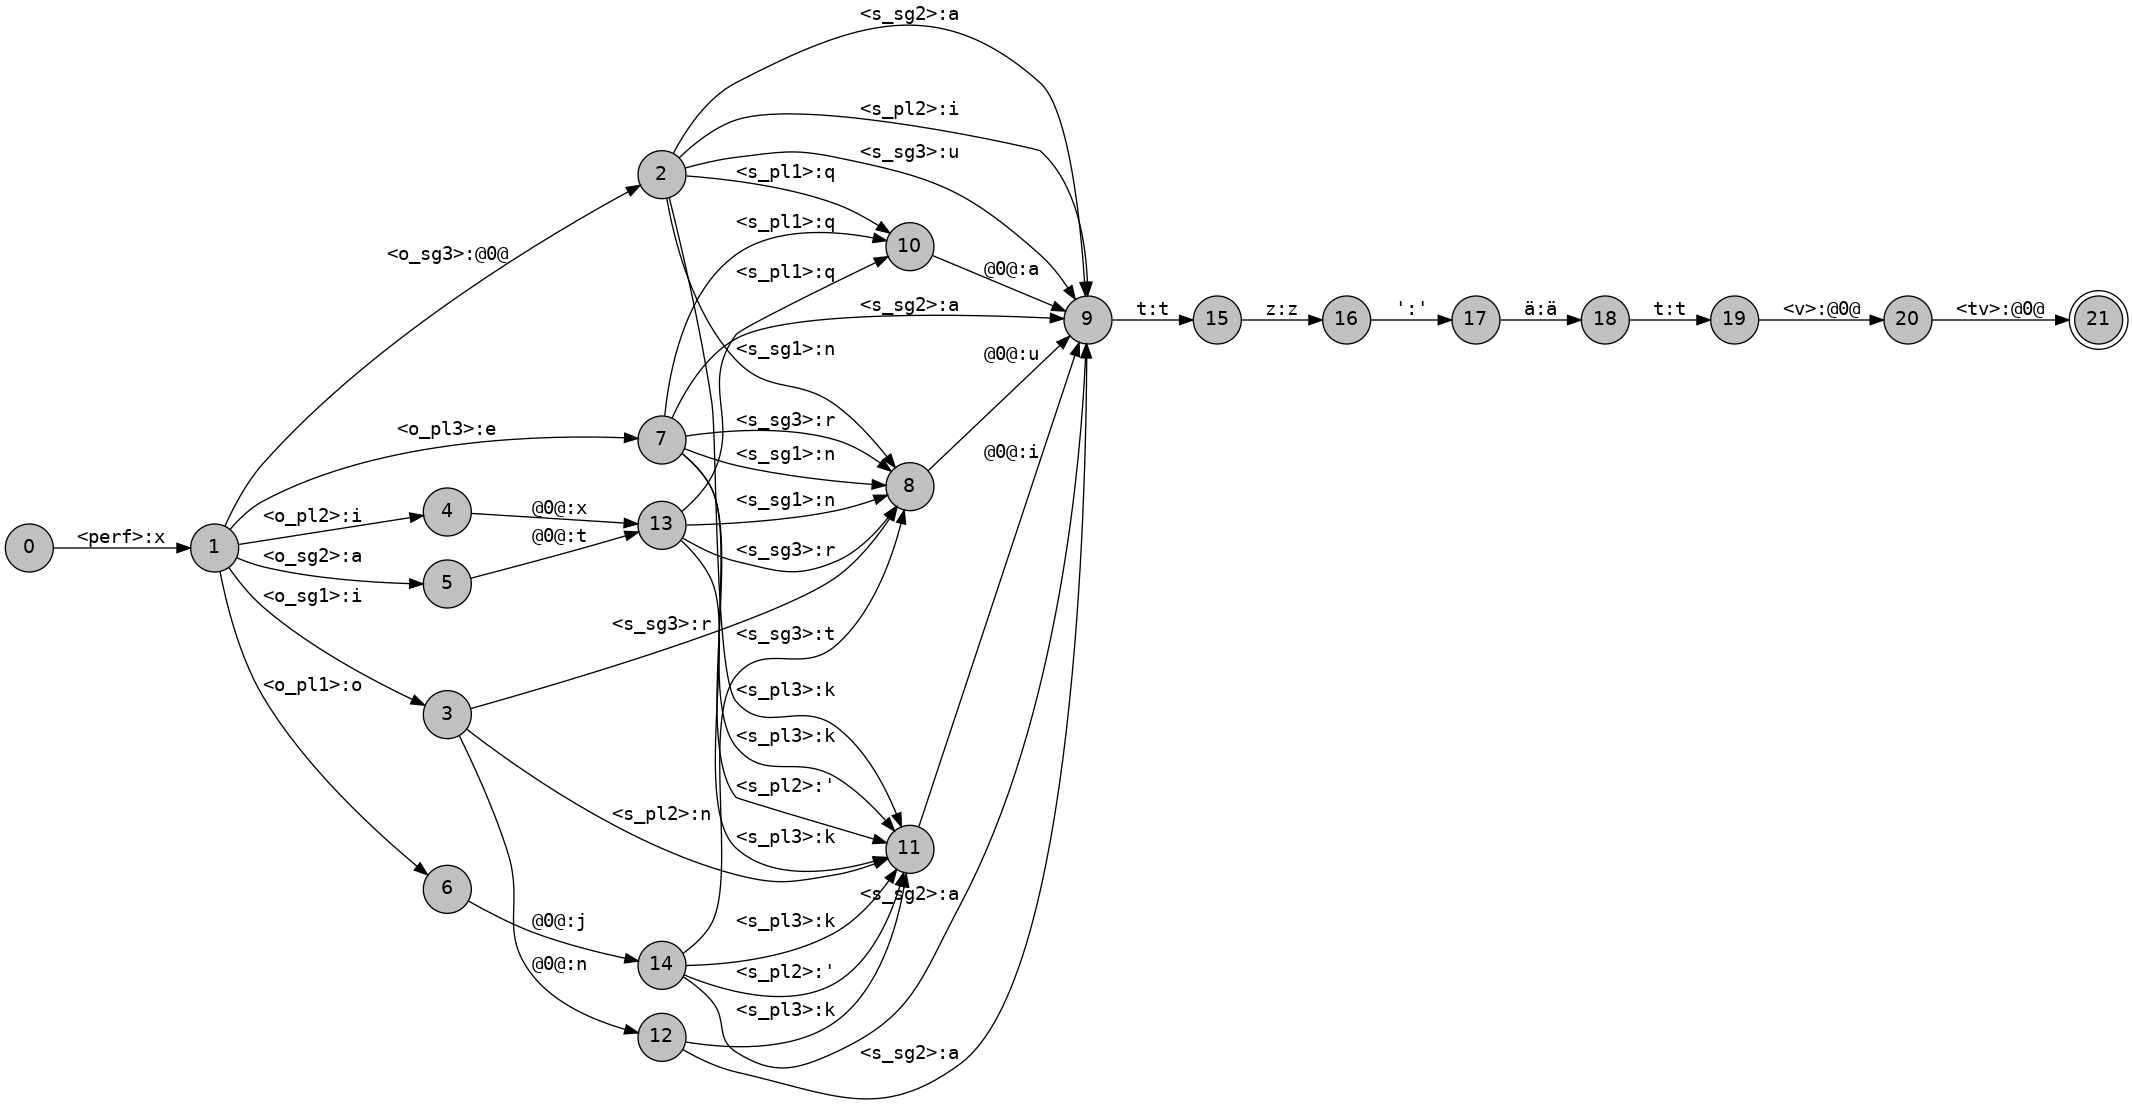 <s_sg2>:a
<s_pl2>:i
<s_sg3>:u
2
<s_pl1>:q
<s_pl1>:q
10
<o_sg3>:@0@
<s_pl1>:q
@0@:a
<s_sg2>:a
9
t:t
15
z:z
16
':'
17
ä:ä
18
t:t
19
<v>:@0@
20
<tv>:@0@
21
<s_sg1>:n
@0@:u
<o_pl3>:e
7
<s_sg3>:r
<s_sg1>:n
@0@:i
8
<s_sg1>:n
<o_pl2>:i
4
@0@:x
13
0
<perf>:x
1
@0@:t
<s_sg3>:r
<o_sg2>:a
5
<o_sg1>:i
<s_sg3>:r
<s_sg3>:t
<o_pl1>:o
<s_pl3>:k
3
<s_pl3>:k
<s_pl2>:'
<s_pl2>:n
<s_pl3>:k
11
6
<s_sg2>:a
@0@:j
<s_pl3>:k
14
@0@:n
<s_pl2>:'
<s_pl3>:k
12
<s_sg2>:a